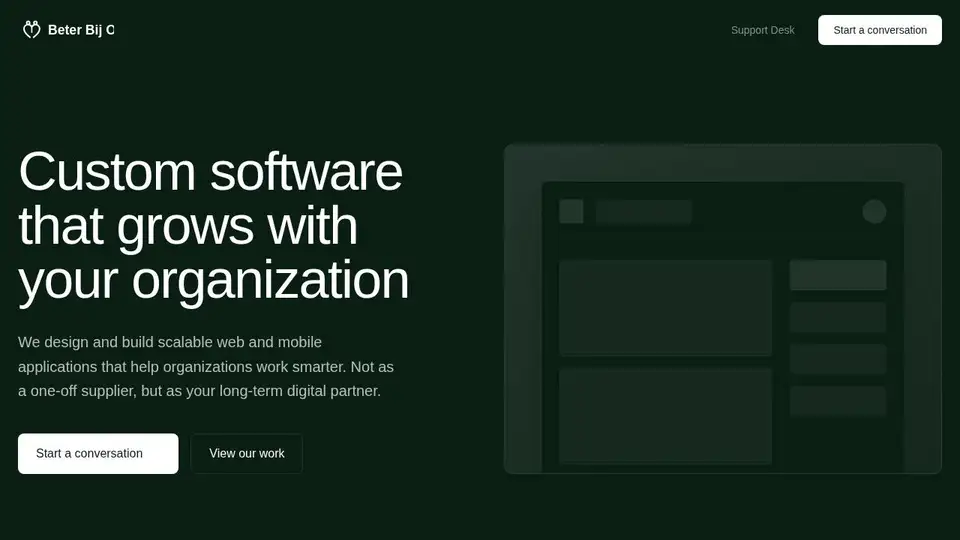 Beter Bij
Support Desk
Start a conversation
Custom software
that grows with
your organization
We design and build scalable web and mobile
applications that help organizations work smarter. Not as
a one-off supplier, but as your long-term digital partner.
Start a conversation
View our work